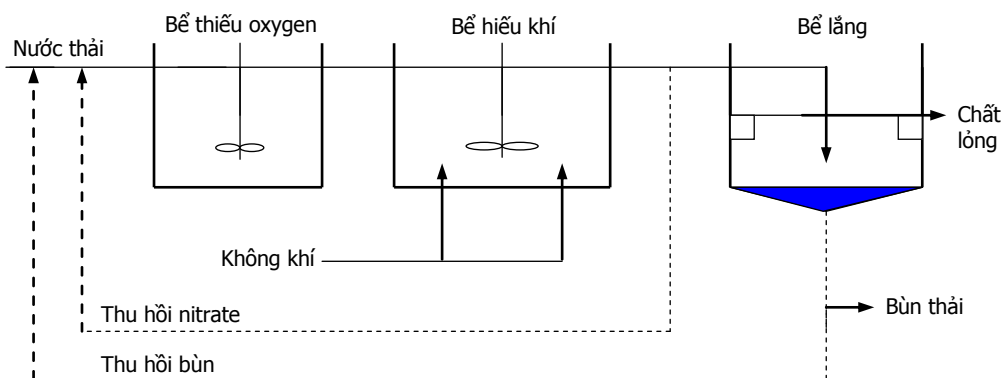 Bể thiếu oxygen
Bể hiếu khí
Bể lắng
Nước thải
Chất
lỏng
Không khí
Thu hồi nitrate
Bùn thải
Thu hồi bùn